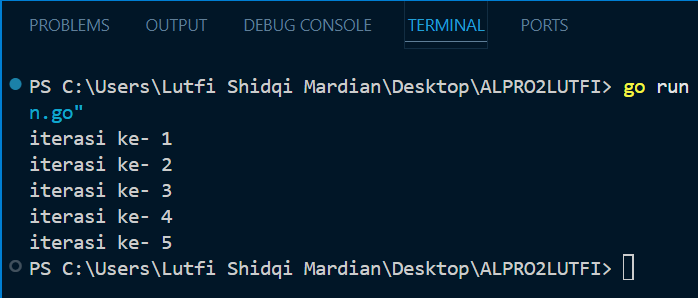 PROBLEMS OUTPUT DEBUG CONSOLE TERMINAL PORTS
PS C:\Users\Lutfi Shidqi Mardian\Desktop\ALPRO2LUTFI> go run
n.go"
iterasi ke- 1
iterasi ke- 2
iterasi ke- 3
iterasi ke- 4
iterasi ke- 5
PS C:\Users\Lutfi Shidqi Mardian\Desktop\ALPRO2LUTFI>